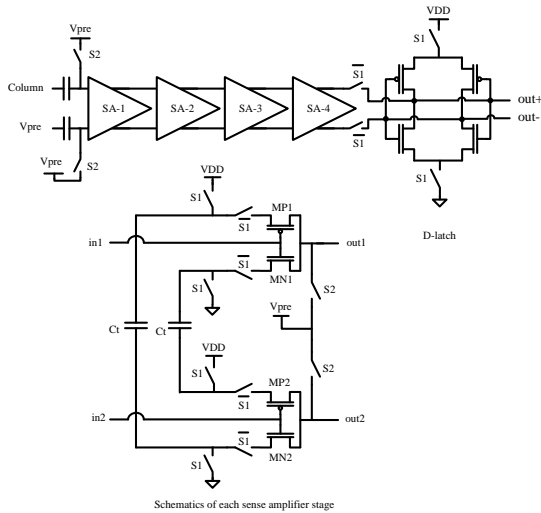 Vpre
S2
VDD
S1
Column
SA-1
SA-2
SA-3
SA-4
S1
out+
Vpre
out-
S1
Vpre
S2
S1
D-latch
VDD
S1
MP1
S1
in1
out1
S1
MN1
S1
S2
Vpre
Ct
Ct
VDD
S1
S2
MP2
S1
in2
out2
S1
MN2
S1
Schematics of each sense amplifier stage